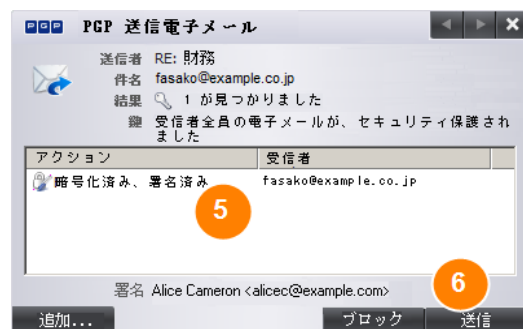 PGP PGP 送信電子メール
送信者 RE: 財務
件名 fasako@example.co.jp
結果 1 が見つかりました
鍵 受信者全員の電子メールが、セキュリティ保護され
ました
アクション 受信者
暗号化済み、署名済み fasako@example.co.jp
5
署名 Alice Cameron <alicec@example.com>
6
追加... ブロック 送信